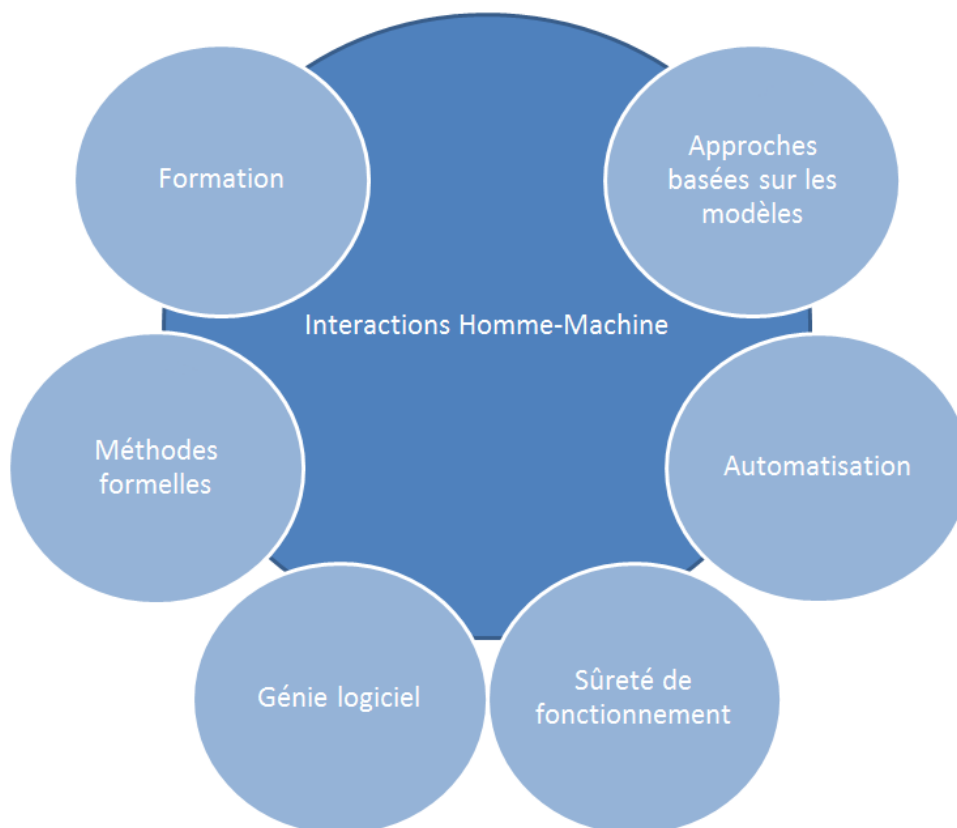 Formation
Approches
basées sur les
modèles
Interactions Homme-Machine
Méthodes
formelles
Automatisation
Génie logiciel
Sûreté de
fonctionnement